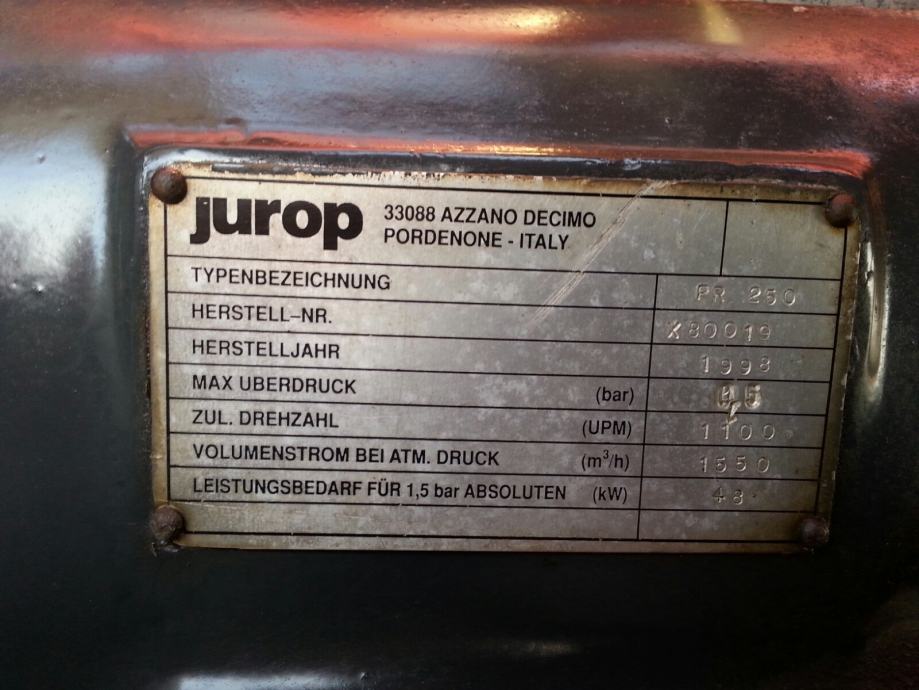 jurop
33088 AZZANO DECIMO
PORDENONE - ITALY
TYPENBEZEICHNUNG PR 250
HERSTELL-NR. X80019
HERSTELLJAHR 1998
MAX UBERDRUCK (bar)
ZUL. DREHZAHL (UPM) 1100
VOLUMENSTROM BEI ATM. DRUCK (m³/h) 1550
LEISTUNGSBEDARF FÜR 1,5 bar ABSOLUTEN (kW) 48